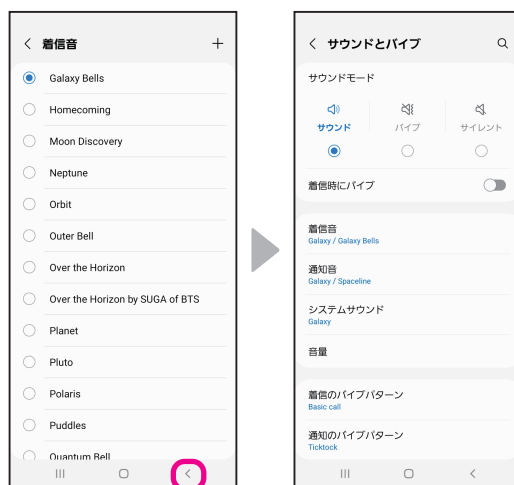 着信音
Galaxy Bells
Homecoming
Moon Discovery
Neptune
Orbit
Outer Bell
Over the Horizon
Over the Horizon by SUGA of BTS
Planet
Pluto
Polaris
Puddles
Quantum Bell
サウンドとバイブ
サウンドモード
サウンド バイブ サイレント
着信時にバイブ
着信音
Galaxy / Galaxy Bells
通知音
Galaxy / Spaceline
システムサウンド
Galaxy
音量
着信のバイブパターン
Basic call
通知のバイブパターン
Ticktock